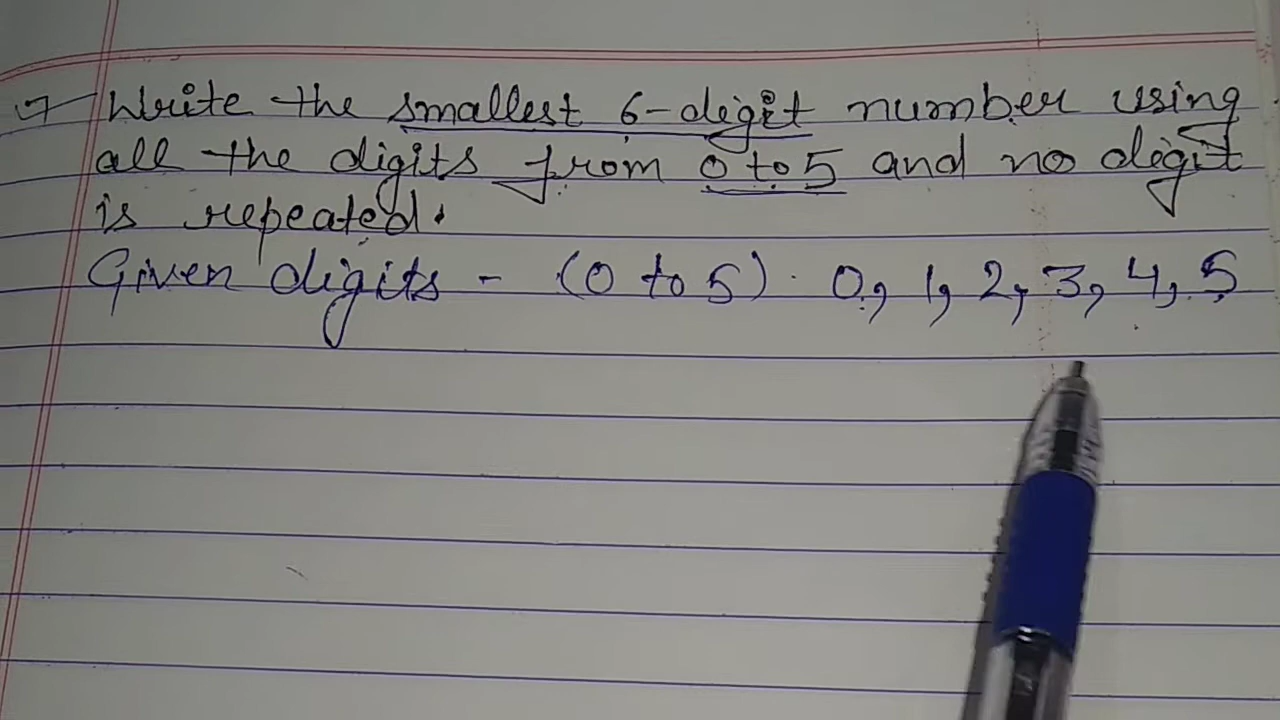 7 Write the smallest 6-digit number using
all the digits from 0 to 5 and no digit
is repeated.
Given digits - (0 to 5) . 0, 1, 2, 3, 4, 5